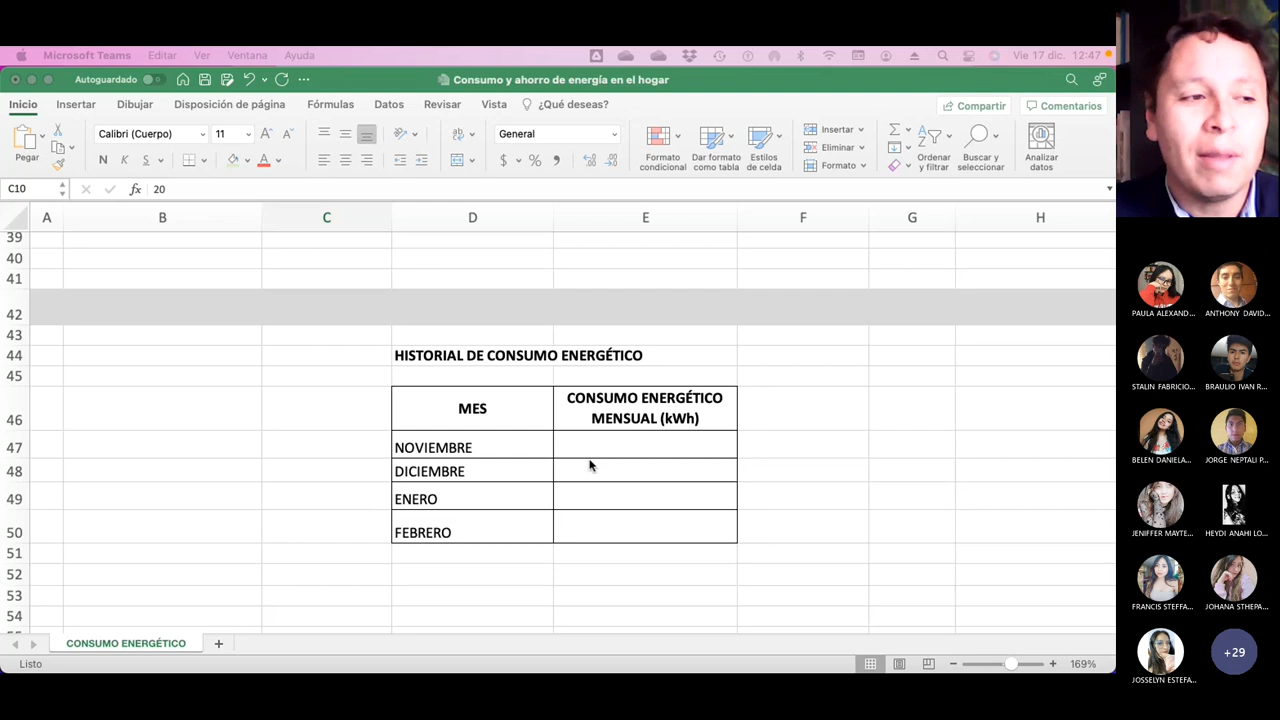 Microsoft Teams Editar Ver Ventana Ayuda Vie 17 dic. 12:47
Autoguardado Consumo y ahorro de energía en el hogar
Inicio Insertar Dibujar Disposición de página Fórmulas Datos Revisar Vista ¿Qué deseas? Compartir Comentarios
Pegar Calibri (Cuerpo) 11 General Formato condicional Dar formato como tabla Estilos de celda Insertar Eliminar Formato Ordenar y filtrar Buscar y seleccionar Analizar datos
C10 fx 20
A B C D E F G H
39
40
41
42
43
44 HISTORIAL DE CONSUMO ENERGÉTICO
45
46 MES CONSUMO ENERGÉTICO MENSUAL (kWh)
47 NOVIEMBRE
48 DICIEMBRE
49 ENERO
50 FEBRERO
51
52
53
54
CONSUMO ENERGÉTICO
Listo 169%
PAULA ALEXAND... ANTHONY DAVID...
STALIN FABRICIO... BRAULIO IVAN R...
BELEN DANIELA... JORGE NEPTALI P...
JENIFFER MAYTE... HEYDI ANAHI LO...
FRANCIS STEFFA... JOHANA STHEPA...
JOSSELYN ESTEFA... +29